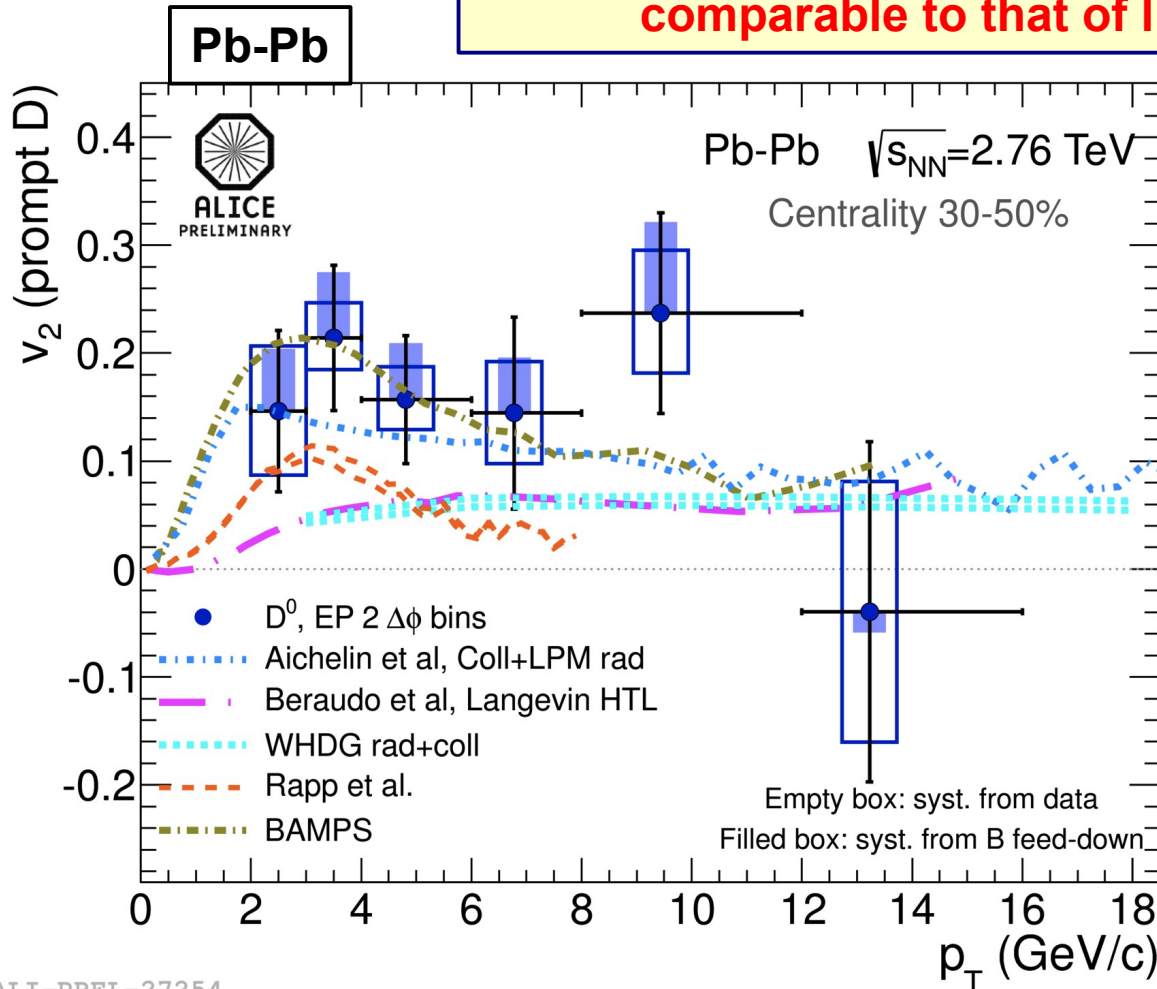 comparable to that of
Pb-Pb
v2 (prompt D)
0.4
0.3
0.2
0.1
0
-0.1
-0.2
ALICE
PRELIMINARY
Pb-Pb √sNN=2.76 TeV
Centrality 30-50%
D0, EP 2 Δϕ bins
Aichelin et al, Coll+LPM rad
Beraudo et al, Langevin HTL
WHDG rad+coll
Rapp et al.
BAMPS
Empty box: syst. from data
Filled box: syst. from B feed-down
0 2 4 6 8 10 12 14 16 18
pT (GeV/c)